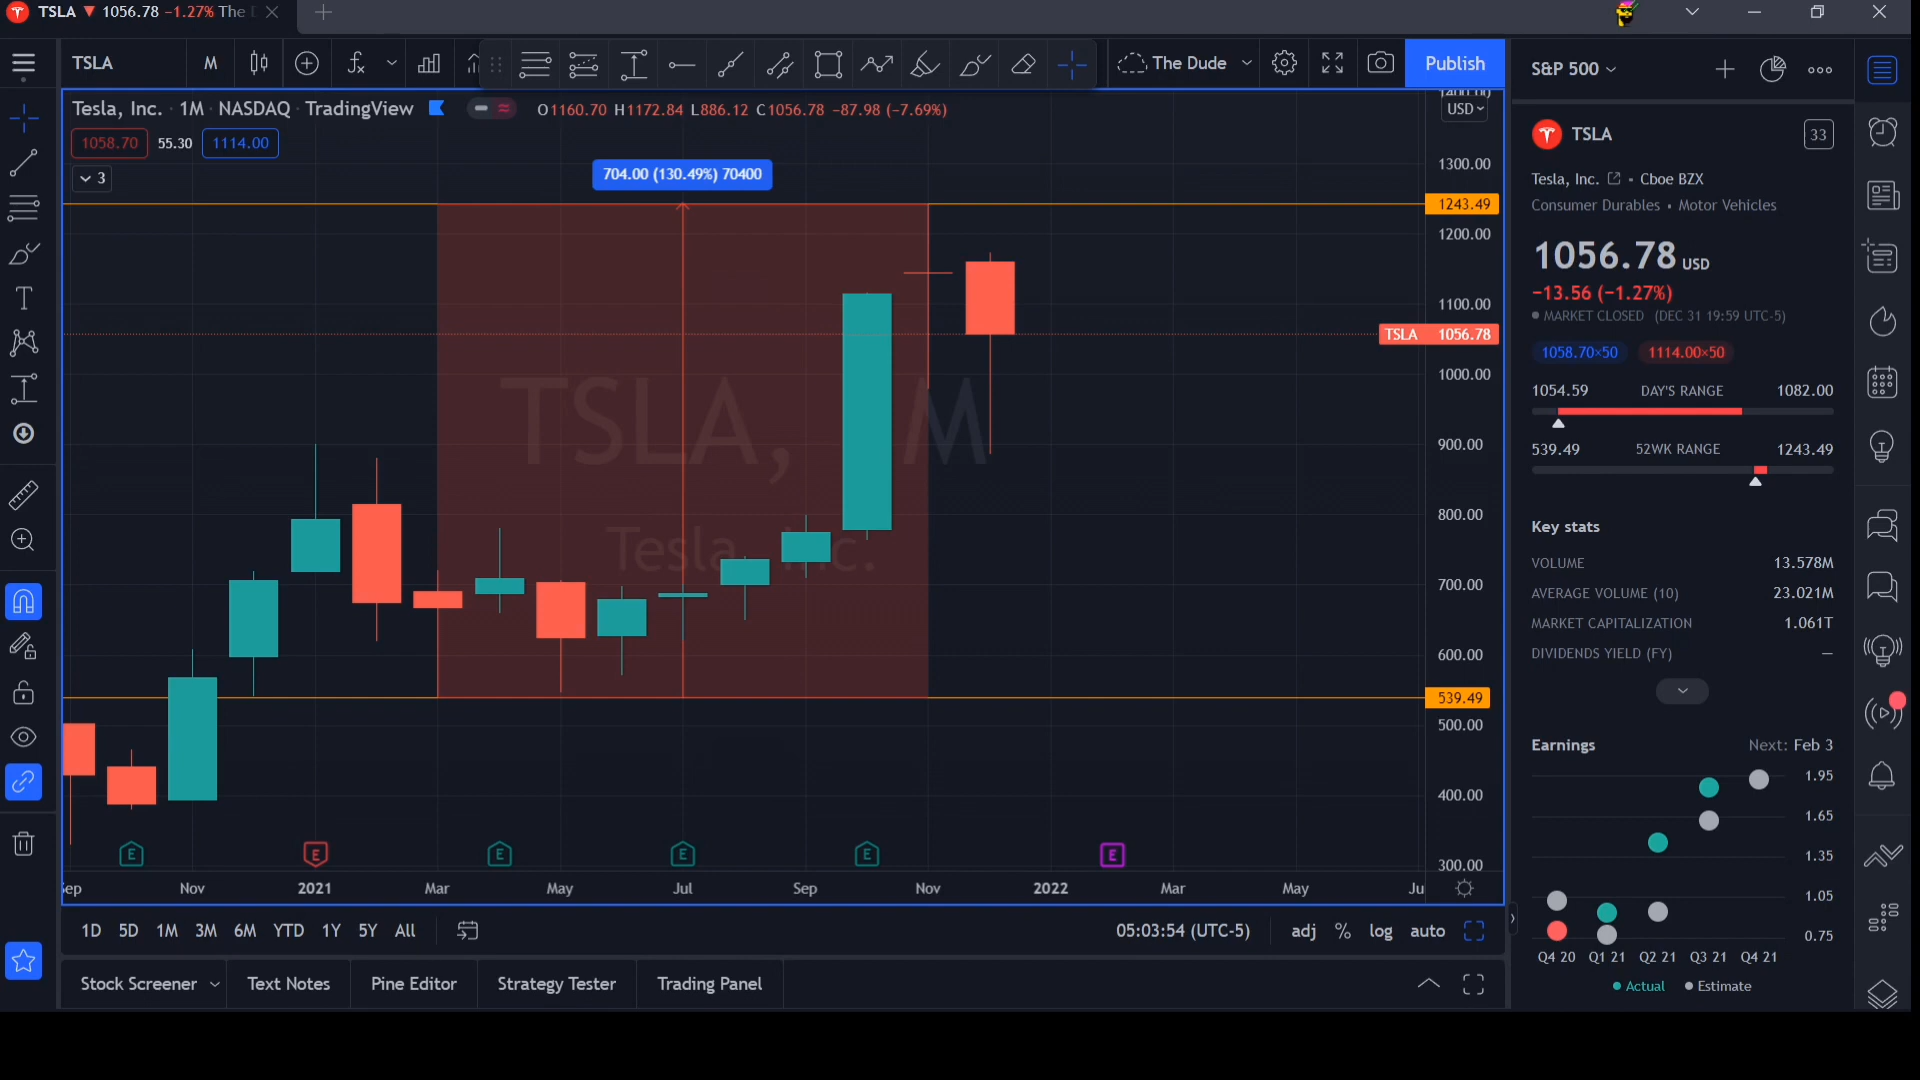 TSLA ▼ 1056.78 −1.27% The
TSLA M The Dude Publish
Tesla, Inc. · 1M · NASDAQ · TradingView O1160.70 H1172.84 L886.12 C1056.78 −87.98 (−7.69%)
1058.70 55.30 1114.00
3
704.00 (130.49%) 70400
TSLA, M
Tesla Inc.
USD
1400.00
1300.00
1243.49
1200.00
1100.00
TSLA 1056.78
1000.00
900.00
800.00
700.00
600.00
539.49
500.00
400.00
300.00
E E E E E E
Sep Nov 2021 Mar May Jul Sep Nov 2022 Mar May Ju
1D 5D 1M 3M 6M YTD 1Y 5Y All 05:03:54 (UTC-5) adj % log auto
Stock Screener Text Notes Pine Editor Strategy Tester Trading Panel
S&P 500
TSLA 33
Tesla, Inc. • Cboe BZX
Consumer Durables • Motor Vehicles
1056.78 USD
−13.56 (−1.27%)
MARKET CLOSED (DEC 31 19:59 UTC-5)
1058.70×50 1114.00×50
1054.59 DAY'S RANGE 1082.00
539.49 52WK RANGE 1243.49
Key stats
VOLUME 13.578M
AVERAGE VOLUME (10) 23.021M
MARKET CAPITALIZATION 1.061T
DIVIDENDS YIELD (FY) —
Earnings Next: Feb 3
1.95
1.65
1.35
1.05
0.75
Q4 20 Q1 21 Q2 21 Q3 21 Q4 21
Actual Estimate